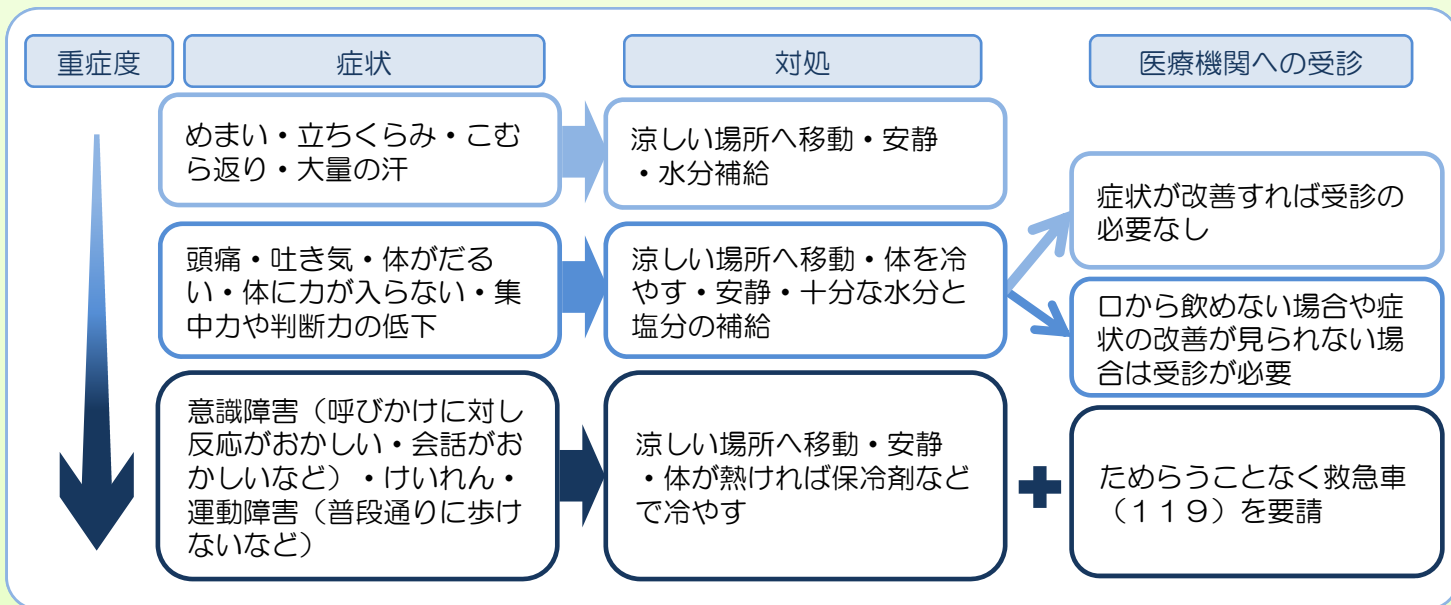 重症度
症状
対処
医療機関への受診
めまい・立ちくらみ・こむ
ら返り・大量の汗
涼しい場所へ移動・安静
・水分補給
頭痛・吐き気・体がだる
い・体に力が入らない・集
中力や判断力の低下
涼しい場所へ移動・体を冷
やす・安静・十分な水分と
塩分の補給
症状が改善すれば受診の
必要なし
口から飲めない場合や症
状の改善が見られない場
合は受診が必要
意識障害（呼びかけに対し
反応がおかしい・会話がお
かしいなど）・けいれん・
運動障害（普段通りに歩け
ないなど）
涼しい場所へ移動・安静
・体が熱ければ保冷剤など
で冷やす
ためらうことなく救急車
（１１９）を要請